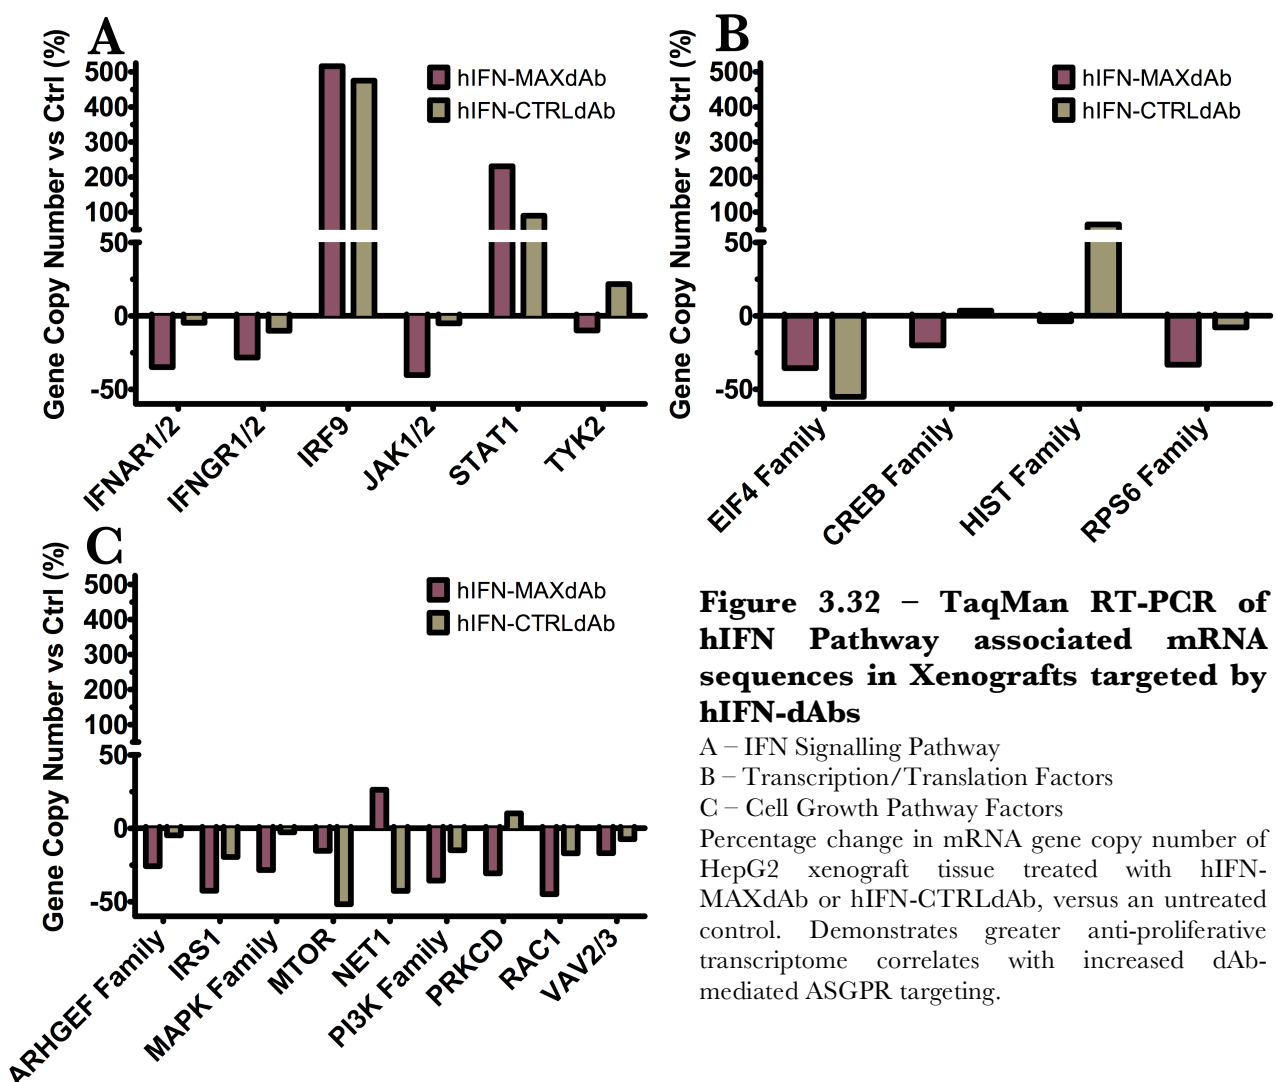 A
Gene Copy Number vs Ctrl (%)
500
400
300
200
100
50
0
-50
hIFN-MAXdAb
hIFN-CTRLdAb
IFNAR1/2
IFNGR1/2
IRF9
JAK1/2
STAT1
TYK2
B
Gene Copy Number vs Ctrl (%)
500
400
300
200
100
50
0
-50
hIFN-MAXdAb
hIFN-CTRLdAb
EIF4 Family
CREB Family
HIST Family
RPS6 Family
C
Gene Copy Number vs Ctrl (%)
500
400
300
200
100
50
0
-50
hIFN-MAXdAb
hIFN-CTRLdAb
ARHGEF Family
IRS1
MAPK Family
MTOR
NET1
PI3K Family
PRKCD
RAC1
VAV2/3
Figure 3.32 – TaqMan RT-PCR of
hIFN Pathway associated mRNA
sequences in Xenografts targeted by
hIFN-dAbs
A – IFN Signalling Pathway
B – Transcription/Translation Factors
C – Cell Growth Pathway Factors
Percentage change in mRNA gene copy number of
HepG2 xenograft tissue treated with hIFN-
MAXdAb or hIFN-CTRLdAb, versus an untreated
control. Demonstrates greater anti-proliferative
transcriptome correlates with increased dAb-
mediated ASGPR targeting.